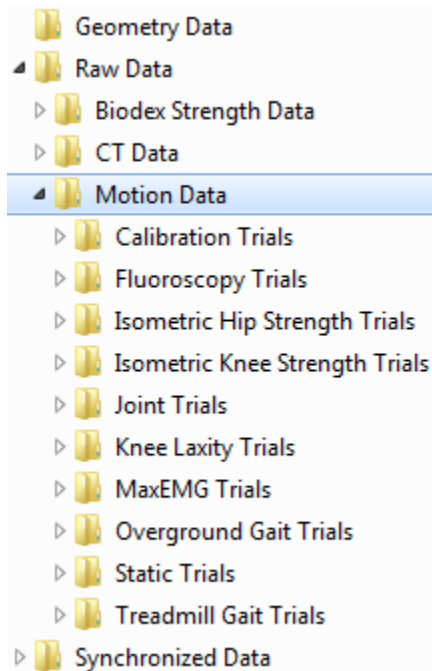 Geometry Data
Raw Data
Biodex Strength Data
CT Data
Motion Data
Calibration Trials
Fluoroscopy Trials
Isometric Hip Strength Trials
Isometric Knee Strength Trials
Joint Trials
Knee Laxity Trials
MaxEMG Trials
Overground Gait Trials
Static Trials
Treadmill Gait Trials
Synchronized Data